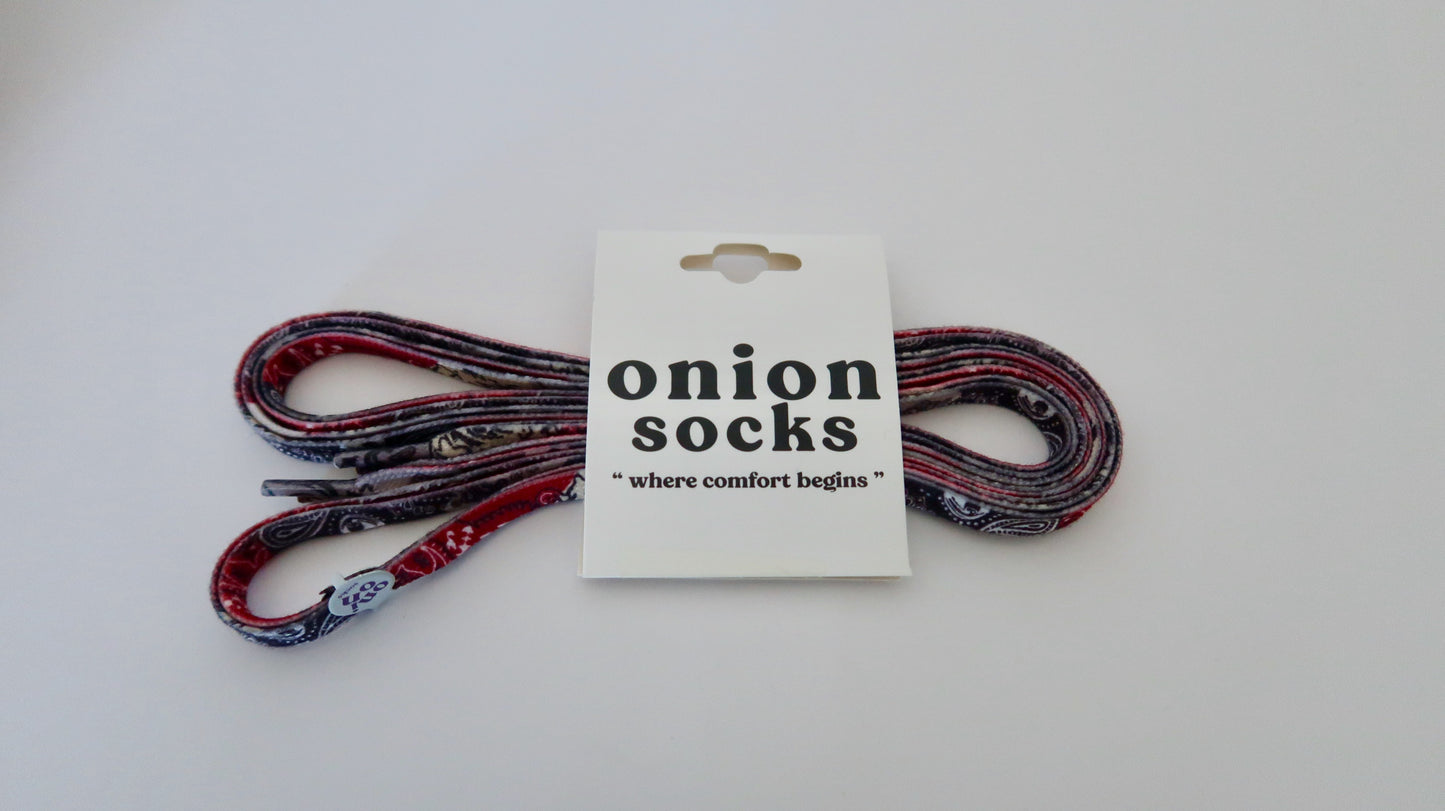 onion
socks
“ where comfort begins ”